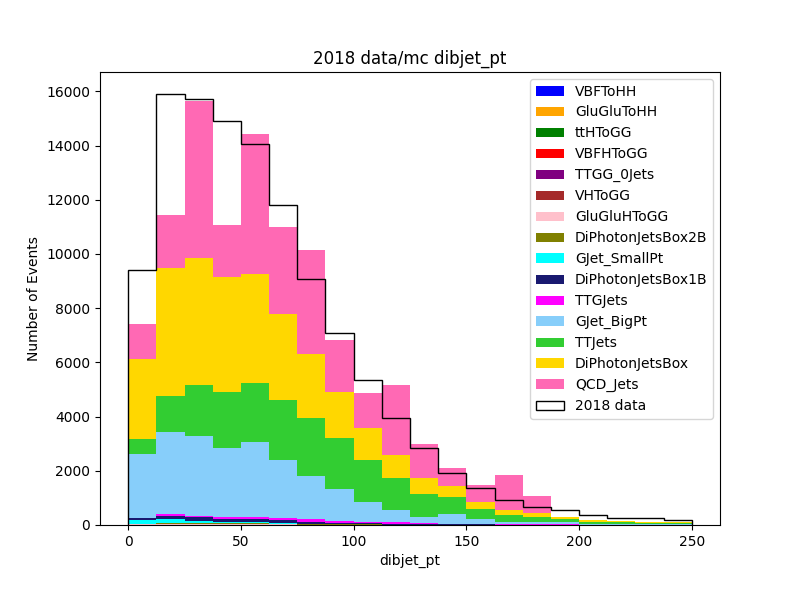 2018 data/mc dibjet_pt
Number of Events
16000
14000
12000
10000
8000
6000
4000
2000
0
0
50
100
150
200
250
dibjet_pt
VBFToHH
GluGluToHH
ttHToGG
VBFHToGG
TTGG_0Jets
VHToGG
GluGluHToGG
DiPhotonJetsBox2B
GJet_SmallPt
DiPhotonJetsBox1B
TTGJets
GJet_BigPt
TTJets
DiPhotonJetsBox
QCD_Jets
2018 data